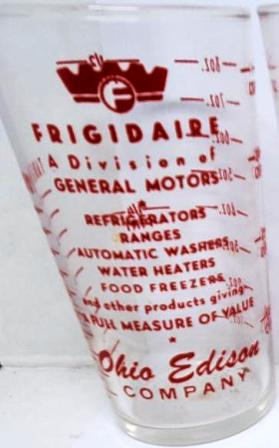 FRIGIDAIRE
A Division of
GENERAL MOTORS
REFRIGERATORS
RANGES
AUTOMATIC WASHERS
WATER HEATERS
FOOD FREEZERS
and other products giving
FULL MEASURE OF VALUE
Ohio Edison
COMPANY